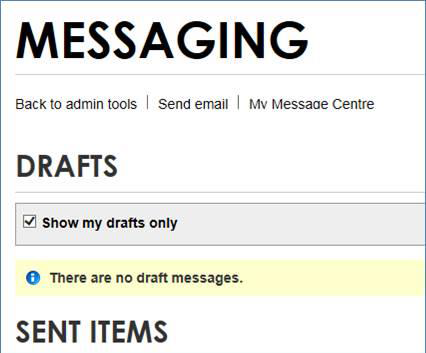 MESSAGING
Back to admin tools | Send email | My Message Centre
DRAFTS
Show my drafts only
There are no draft messages.
SENT ITEMS